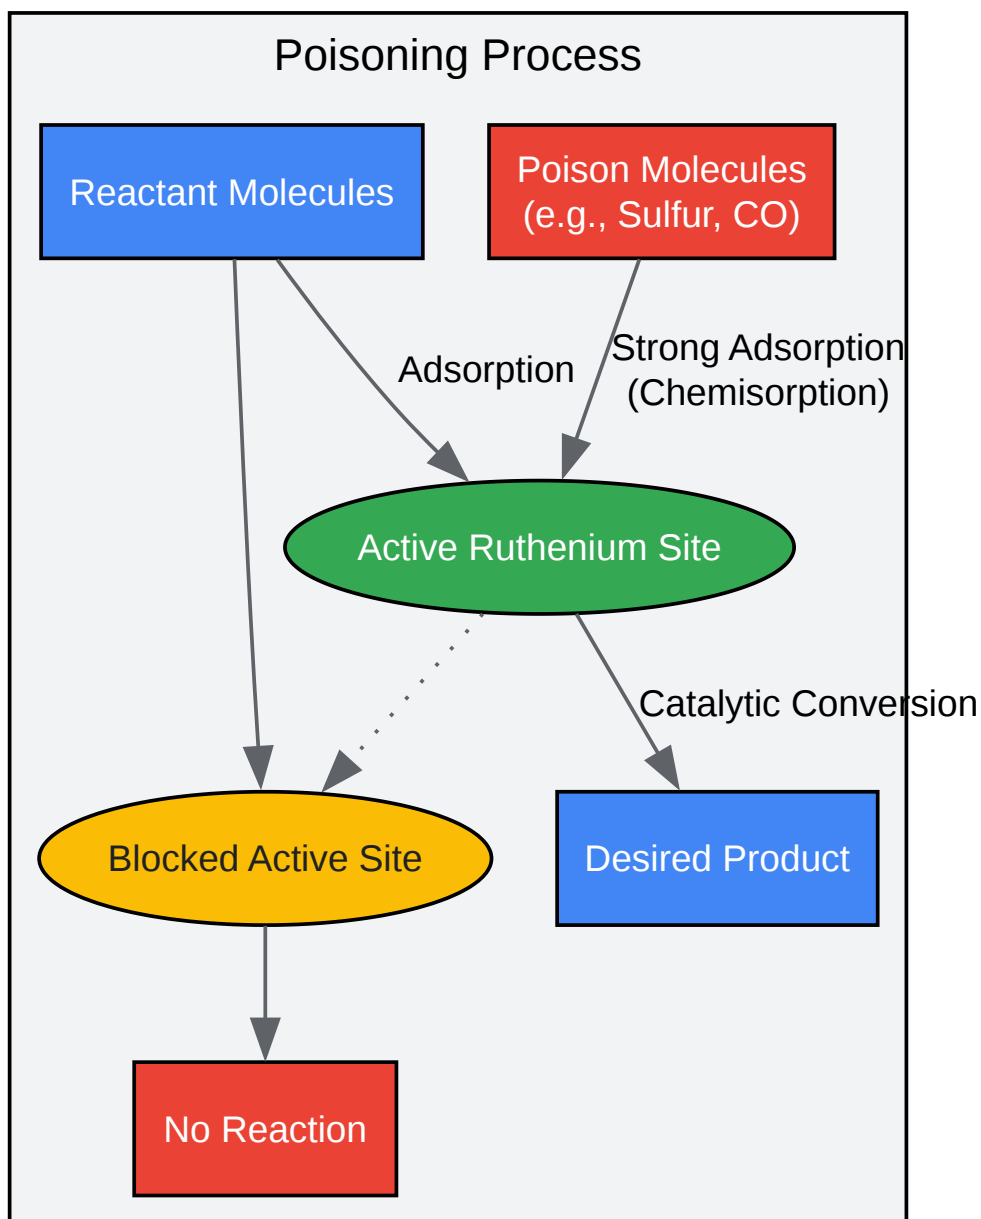 Poisoning Process
Reactant Molecules
Poison Molecules
(e.g., Sulfur, CO)
Adsorption
Strong Adsorption
(Chemisorption)
Active Ruthenium Site
Catalytic Conversion
Blocked Active Site
Desired Product
No Reaction